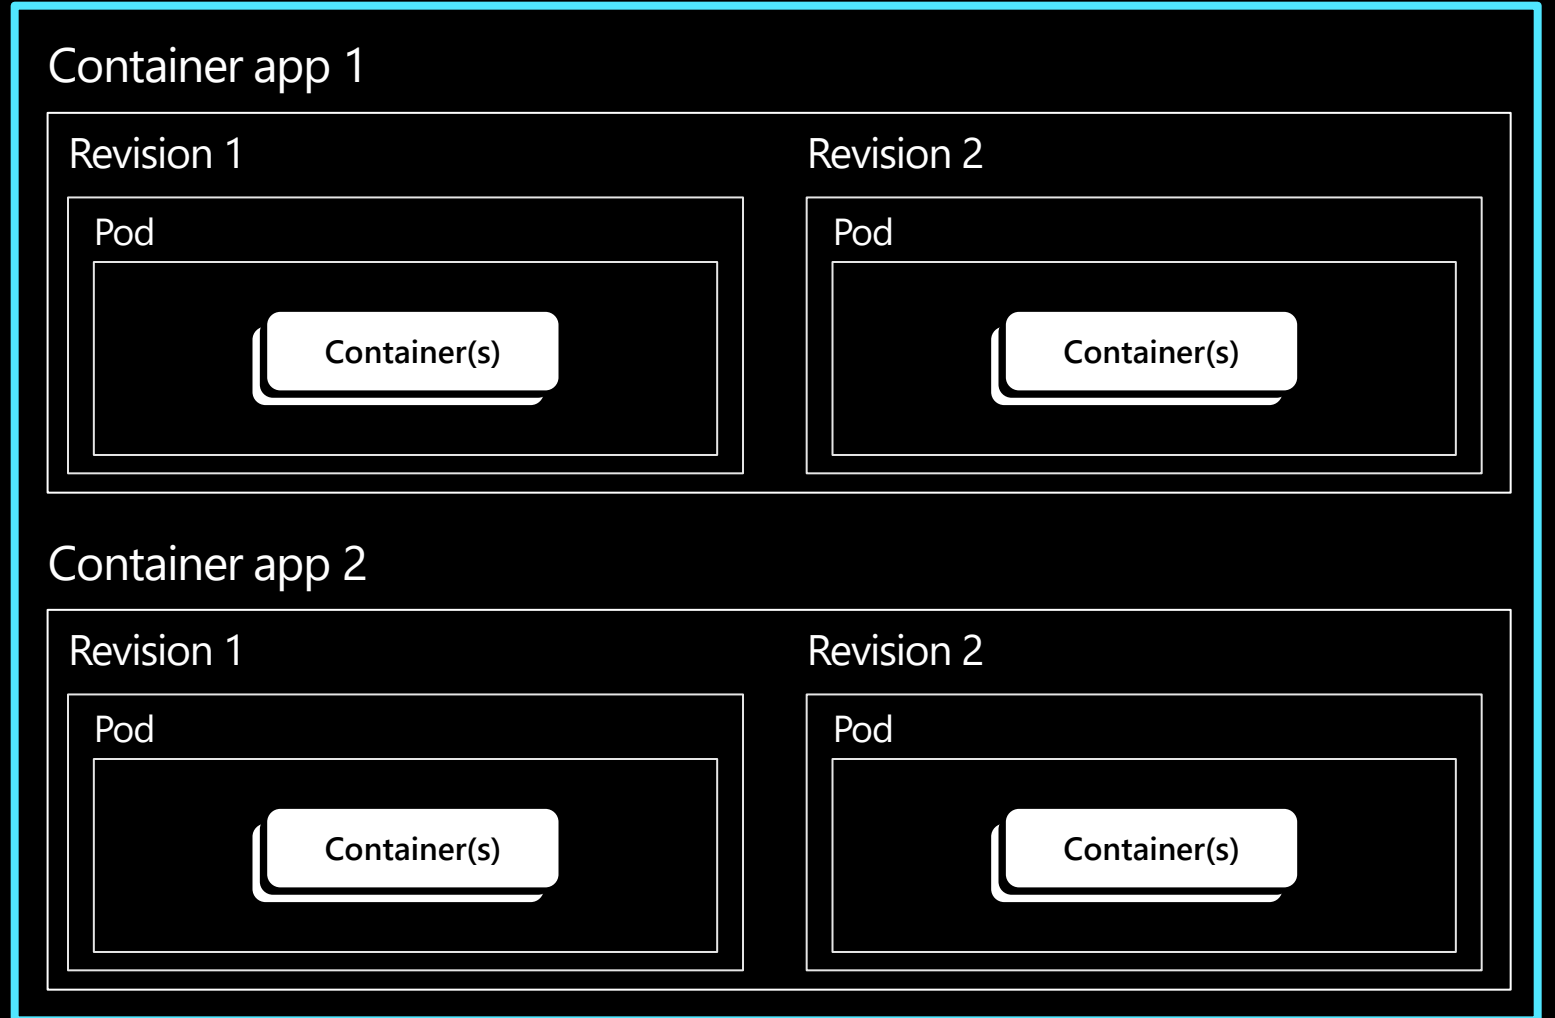 Container app 1
Revision 1
Revision 2
Pod
Pod
Container(s)
Container(s)
Container app 2
Revision 1
Revision 2
Pod
Pod
Container(s)
Container(s)